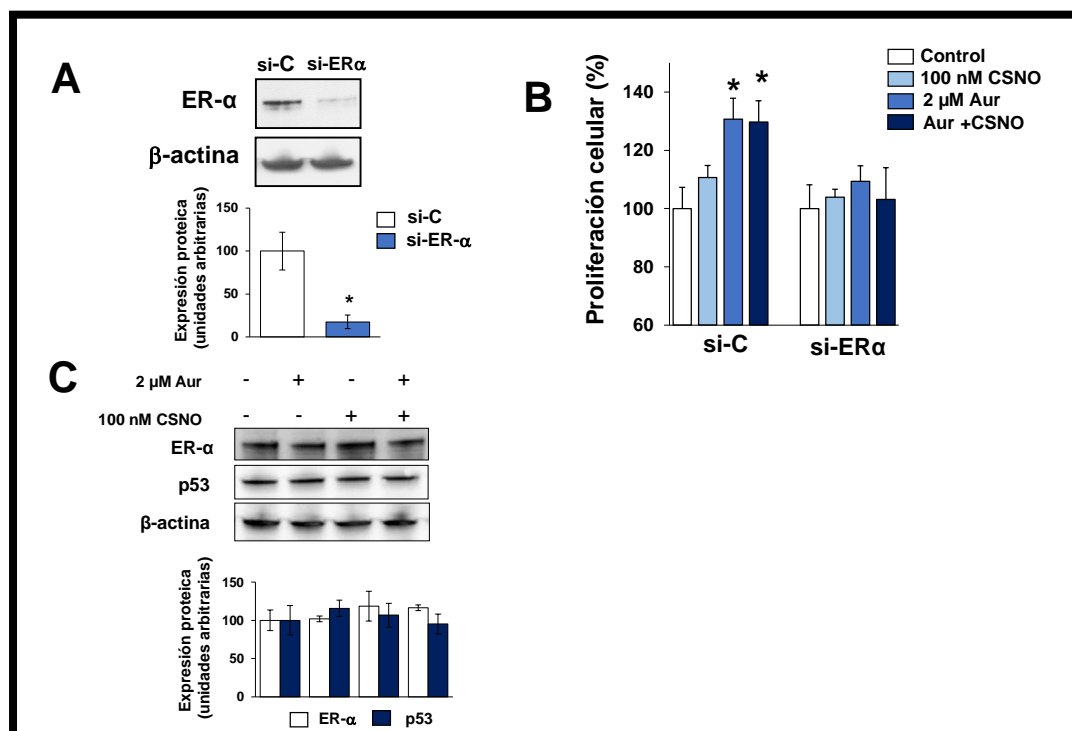 A
si-C si-ERα
ER-α
β-actina
Expresión proteica
(unidades arbitrarias)
150
100
50
0
*
si-C
si-ER-α
B
Control
100 nM CSNO
2 µM Aur
Aur +CSNO
Proliferación celular (%)
140
120
100
80
60
* *
si-C si-ERα
C
2 µM Aur - + - +
100 nM CSNO - - + +
ER-α
p53
β-actina
Expresión proteica
(unidades arbitrarias)
150
100
50
0
ER-α p53